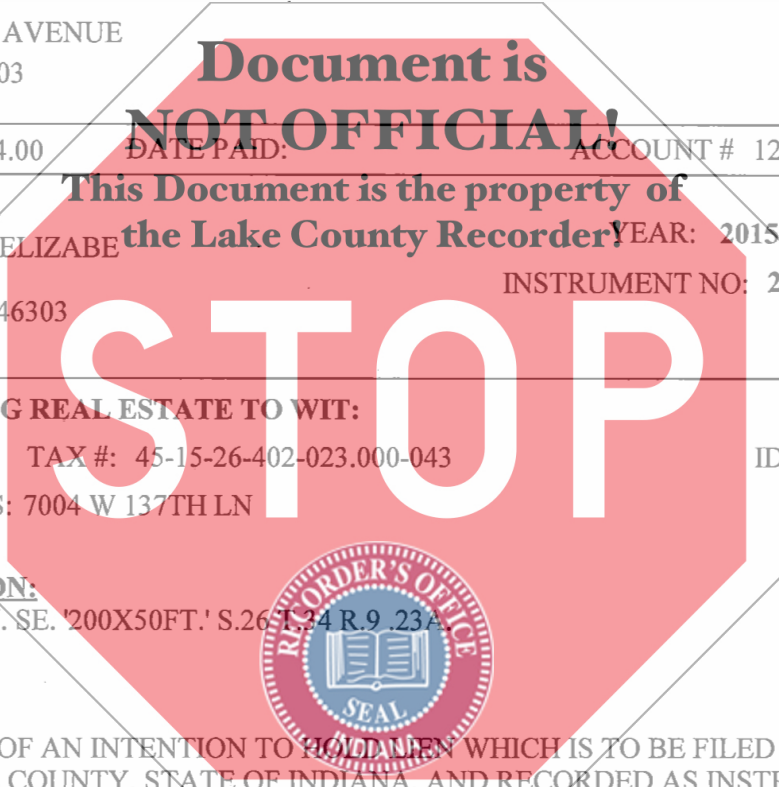 AVENUE
03
Document is
NOT OFFICIAL!
4.00 DATE PAID: ACCOUNT # 12
This Document is the property of
the Lake County Recorder!
ELIZABE YEAR: 2015
INSTRUMENT NO: 2
46303
STOP
G REAL ESTATE TO WIT:
TAX #: 45-15-26-402-023.000-043 ID
S: 7004 W 137TH LN
ON:
. SE. '200X50FT.' S.26 T.34 R.9 .23A.
RECORDER'S OFFICE
SEAL
INDIANA
OF AN INTENTION TO HOLD LIEN WHICH IS TO BE FILED
COUNTY, STATE OF INDIANA, AND RECORDED AS INSTR